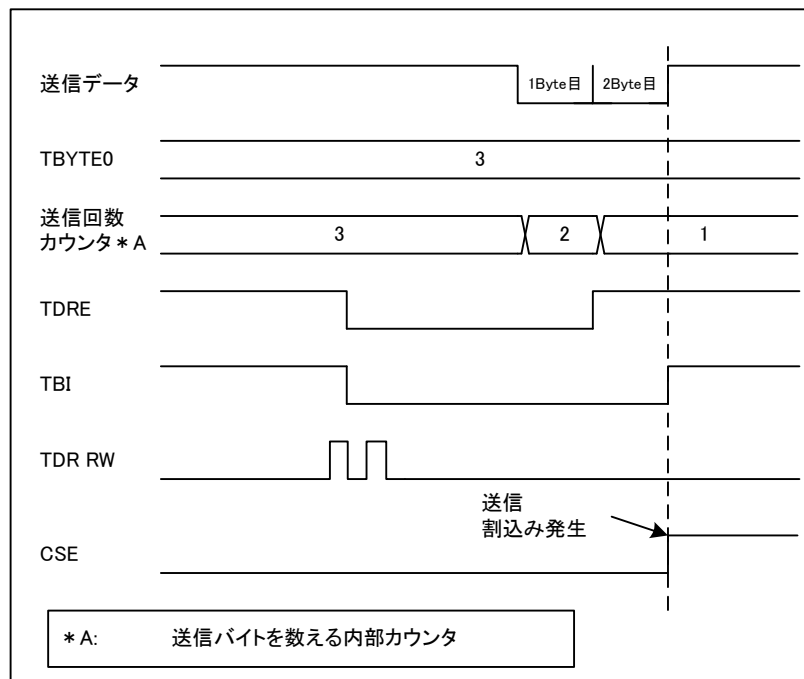 送信データ
1Byte目 2Byte目
TBYTE0
3
送信回数
カウンタ＊A
3 2 1
TDRE
TBI
TDR RW
送信
割込み発生
CSE
＊A: 送信バイトを数える内部カウンタ